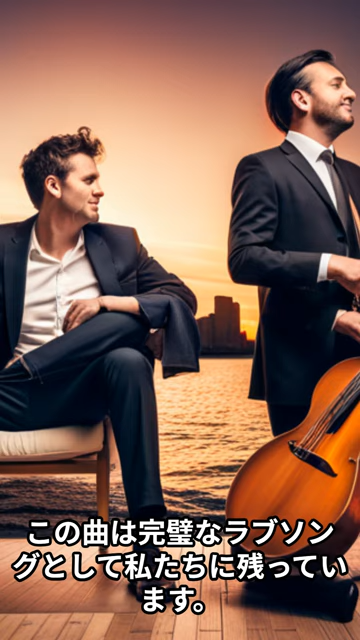 この曲は完璧なラブソン
グとして私たちに残ってい
ます。